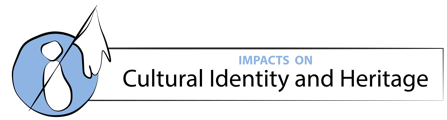 IMPACTS ON
Cultural Identity and Heritage